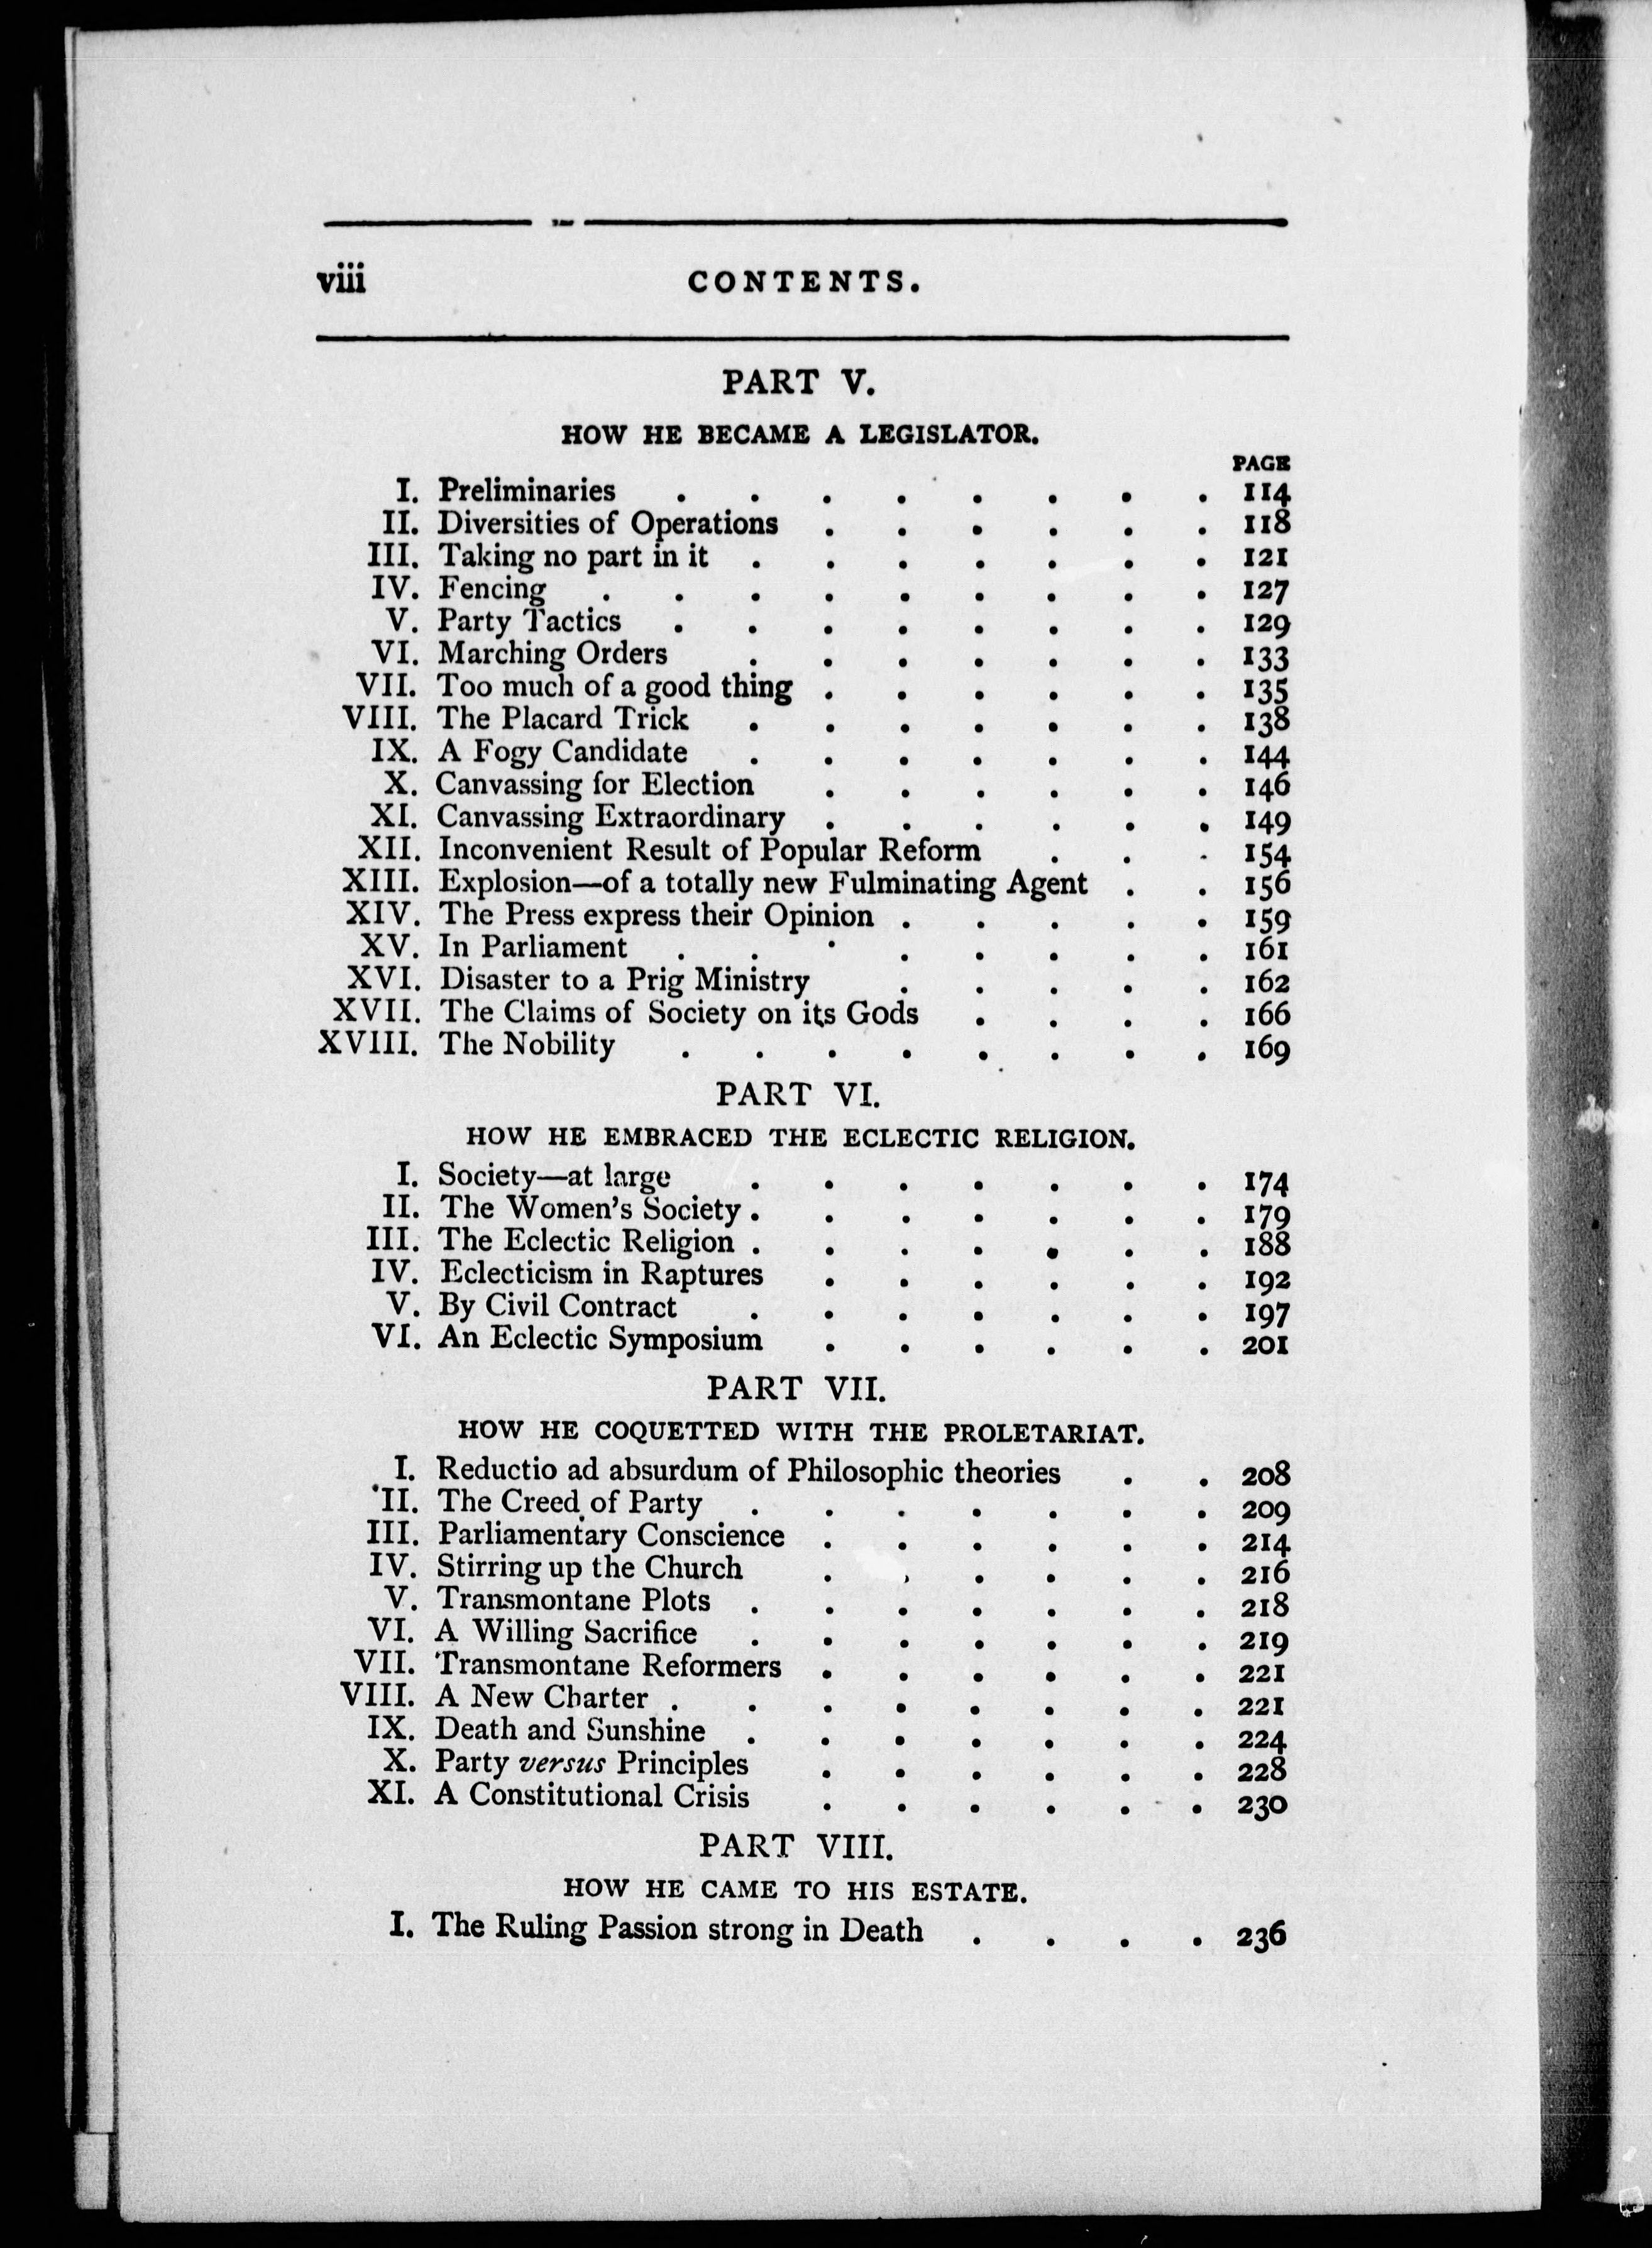 viii CONTENTS.
PART V.
HOW HE BECAME A LEGISLATOR.
PAGE
I. Preliminaries . . . . . . . . 114
II. Diversities of Operations . . . . . . 118
III. Taking no part in it . . . . . . . 121
IV. Fencing . . . . . . . . . 127
V. Party Tactics . . . . . . . . 129
VI. Marching Orders . . . . . . . 133
VII. Too much of a good thing . . . . . . 135
VIII. The Placard Trick . . . . . . . 138
IX. A Fogy Candidate . . . . . . . 144
X. Canvassing for Election . . . . . . 146
XI. Canvassing Extraordinary . . . . . . 149
XII. Inconvenient Result of Popular Reform . . . 154
XIII. Explosion—of a totally new Fulminating Agent . . 156
XIV. The Press express their Opinion . . . . . 159
XV. In Parliament . . . . . . . . 161
XVI. Disaster to a Prig Ministry . . . . . 162
XVII. The Claims of Society on its Gods . . . . 166
XVIII. The Nobility . . . . . . . . 169
PART VI.
HOW HE EMBRACED THE ECLECTIC RELIGION.
I. Society—at large . . . . . . . 174
II. The Women's Society . . . . . . . 179
III. The Eclectic Religion . . . . . . . 188
IV. Eclecticism in Raptures . . . . . . 192
V. By Civil Contract . . . . . . . 197
VI. An Eclectic Symposium . . . . . . 201
PART VII.
HOW HE COQUETTED WITH THE PROLETARIAT.
I. Reductio ad absurdum of Philosophic theories . . 208
II. The Creed of Party . . . . . . . 209
III. Parliamentary Conscience . . . . . . 214
IV. Stirring up the Church . . . . . . 216
V. Transmontane Plots . . . . . . . 218
VI. A Willing Sacrifice . . . . . . . 219
VII. Transmontane Reformers . . . . . . 221
VIII. A New Charter . . . . . . . . 221
IX. Death and Sunshine . . . . . . . 224
X. Party versus Principles . . . . . . 228
XI. A Constitutional Crisis . . . . . . 230
PART VIII.
HOW HE CAME TO HIS ESTATE.
I. The Ruling Passion strong in Death . . . . 236